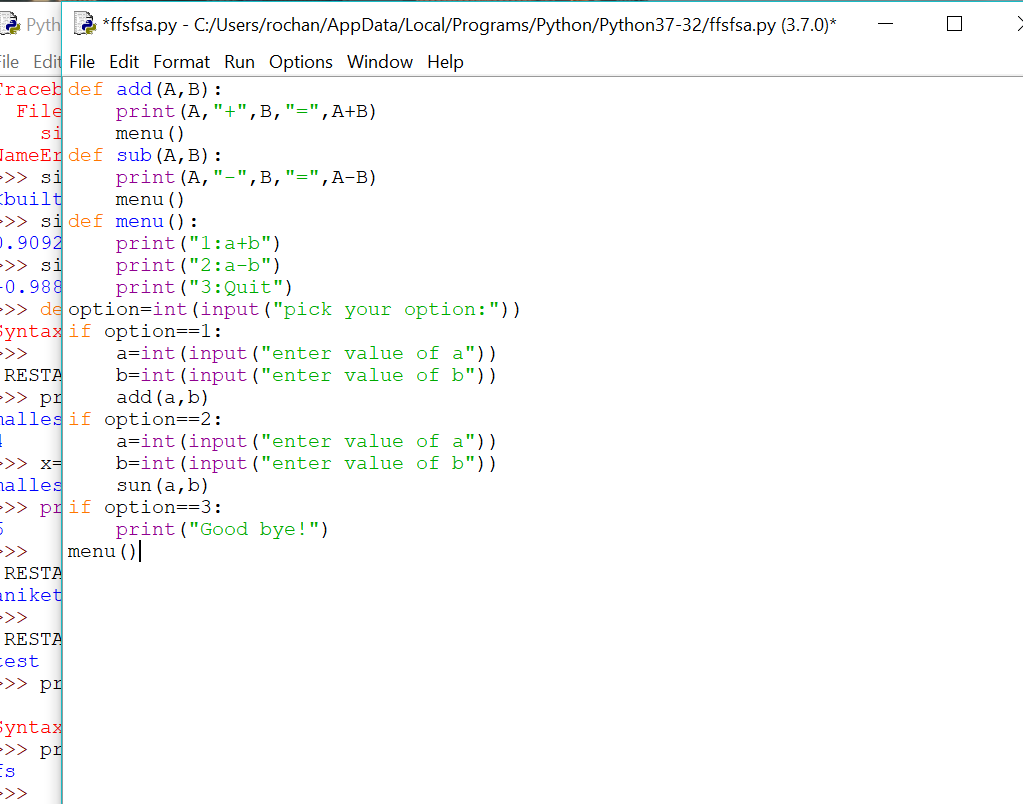 *ffsfsa.py - C:/Users/rochan/AppData/Local/Programs/Python/Python37-32/ffsfsa.py (3.7.0)*
File Edit Format Run Options Window Help
def add(A,B):
    print(A,"+",B,"=",A+B)
    menu()
def sub(A,B):
    print(A,"-",B,"=",A-B)
    menu()
def menu():
    print("1:a+b")
    print("2:a-b")
    print("3:Quit")
option=int(input("pick your option:"))
if option==1:
    a=int(input("enter value of a"))
    b=int(input("enter value of b"))
    add(a,b)
if option==2:
    a=int(input("enter value of a"))
    b=int(input("enter value of b"))
    sun(a,b)
if option==3:
    print("Good bye!")
menu()
Pyth
ile Edit
Traceb
File
si
NameEr
>>> si
<built
>>> si
0.9092
>>> si
-0.988
>>> de
Syntax
>>>
RESTA
>>> pr
malles
>>> x=
malles
>>> pr
5
>>>
RESTA
aniket
>>>
RESTA
test
>>> pr
Syntax
>>> pr
fs
>>>